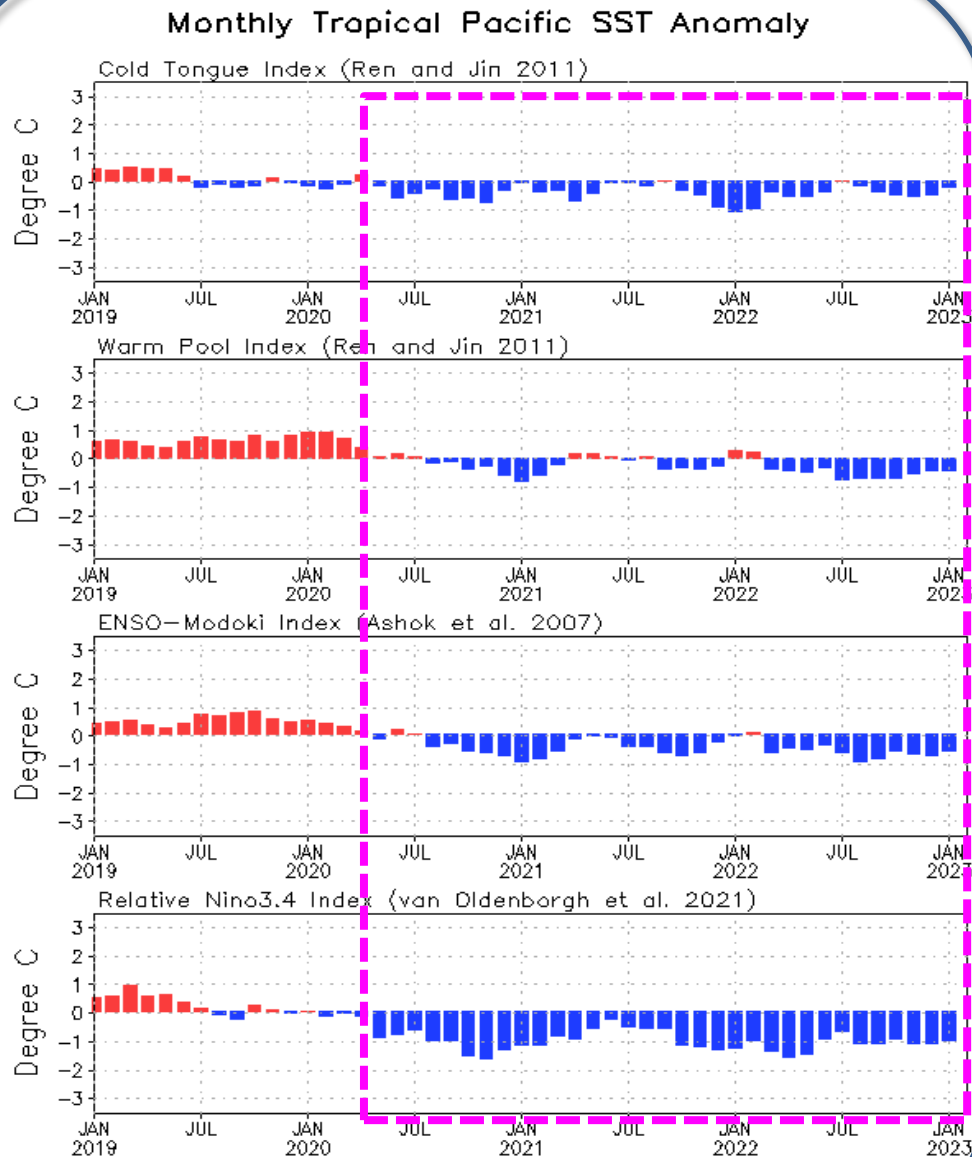 Monthly Tropical Pacific SST Anomaly
Cold Tongue Index (Ren and Jin 2011)
Degree C
3
2
1
0
−1
−2
−3
JAN JUL JAN JUL JAN JUL JAN JUL JAN
2019 2020 2021 2022 2023
Warm Pool Index (Ren and Jin 2011)
Degree C
3
2
1
0
−1
−2
−3
JAN JUL JAN JUL JAN JUL JAN JUL JAN
2019 2020 2021 2022 2023
ENSO−Modoki Index (Ashok et al. 2007)
Degree C
3
2
1
0
−1
−2
−3
JAN JUL JAN JUL JAN JUL JAN JUL JAN
2019 2020 2021 2022 2023
Relative Nino3.4 Index (van Oldenborgh et al. 2021)
Degree C
3
2
1
0
−1
−2
−3
JAN JUL JAN JUL JAN JUL JAN JUL JAN
2019 2020 2021 2022 2023